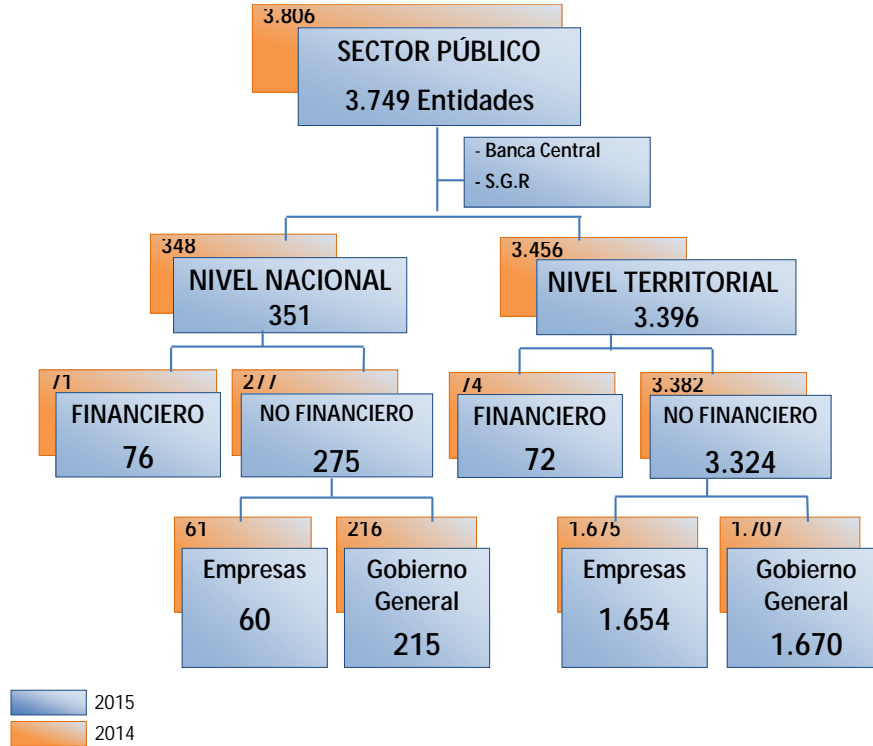 3.806
SECTOR PÚBLICO
3.749 Entidades
- Banca Central
- S.G.R
348
NIVEL NACIONAL
351
3.456
NIVEL TERRITORIAL
3.396
71
FINANCIERO
76
277
NO FINANCIERO
275
74
FINANCIERO
72
3.382
NO FINANCIERO
3.324
61
Empresas
60
216
Gobierno
General
215
1.675
Empresas
1.654
1.707
Gobierno
General
1.670
2015
2014